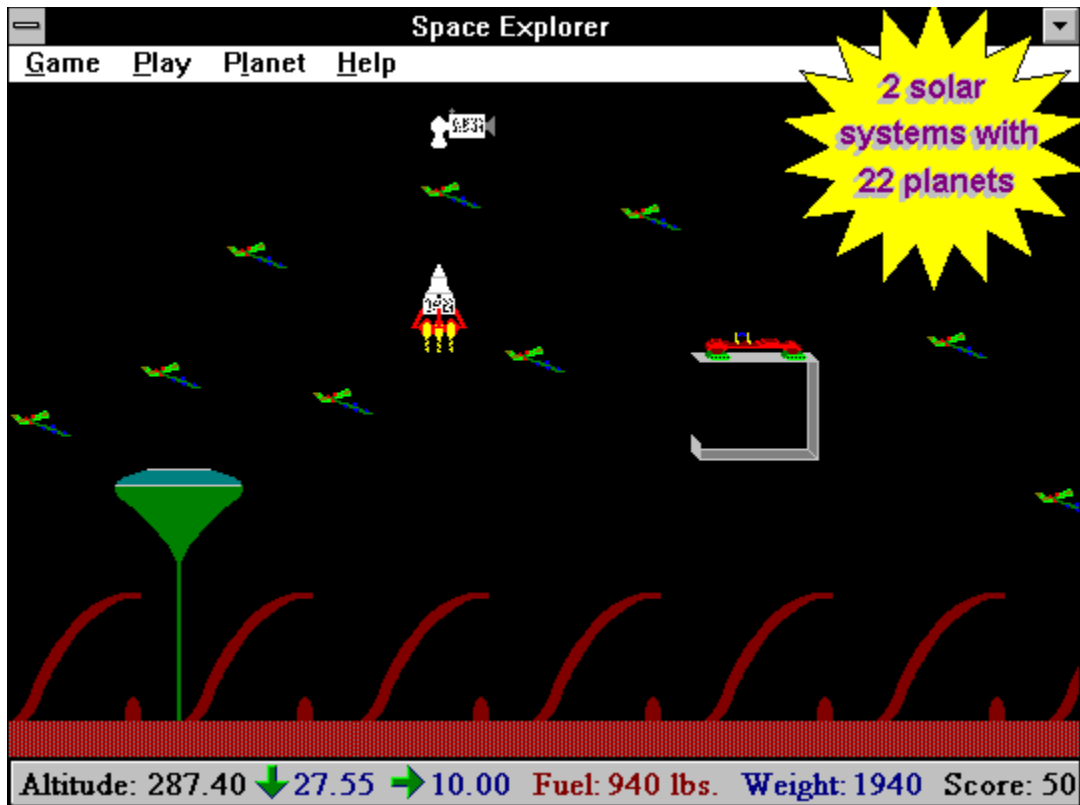 Space Explorer
Game Play Planet Help
2 solar
systems with
22 planets
Altitude: 287.40 27.55 10.00 Fuel: 940 lbs. Weight: 1940 Score: 50